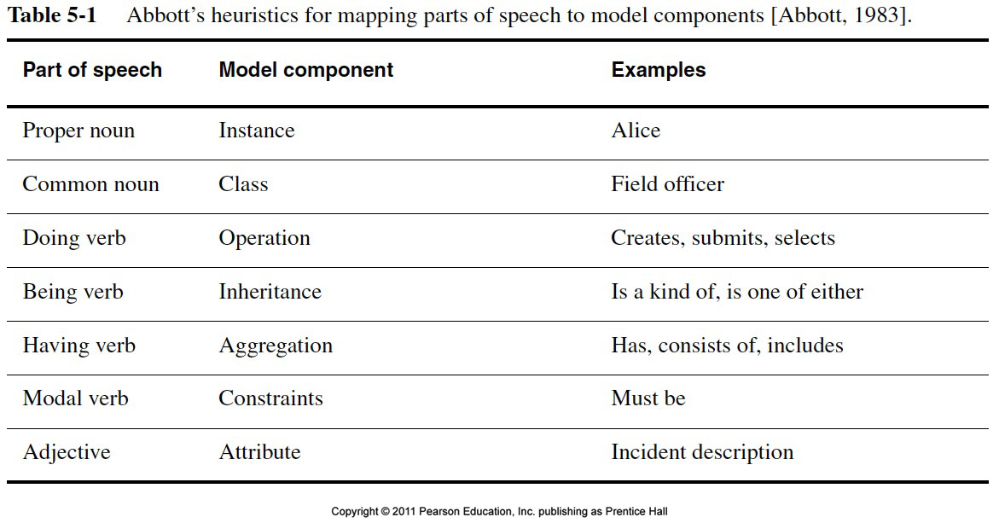 Table 5-1 Abbott’s heuristics for mapping parts of speech to model components [Abbott, 1983].
Part of speech Model component Examples
Proper noun Instance Alice
Common noun Class Field officer
Doing verb Operation Creates, submits, selects
Being verb Inheritance Is a kind of, is one of either
Having verb Aggregation Has, consists of, includes
Modal verb Constraints Must be
Adjective Attribute Incident description
Copyright © 2011 Pearson Education, Inc. publishing as Prentice Hall